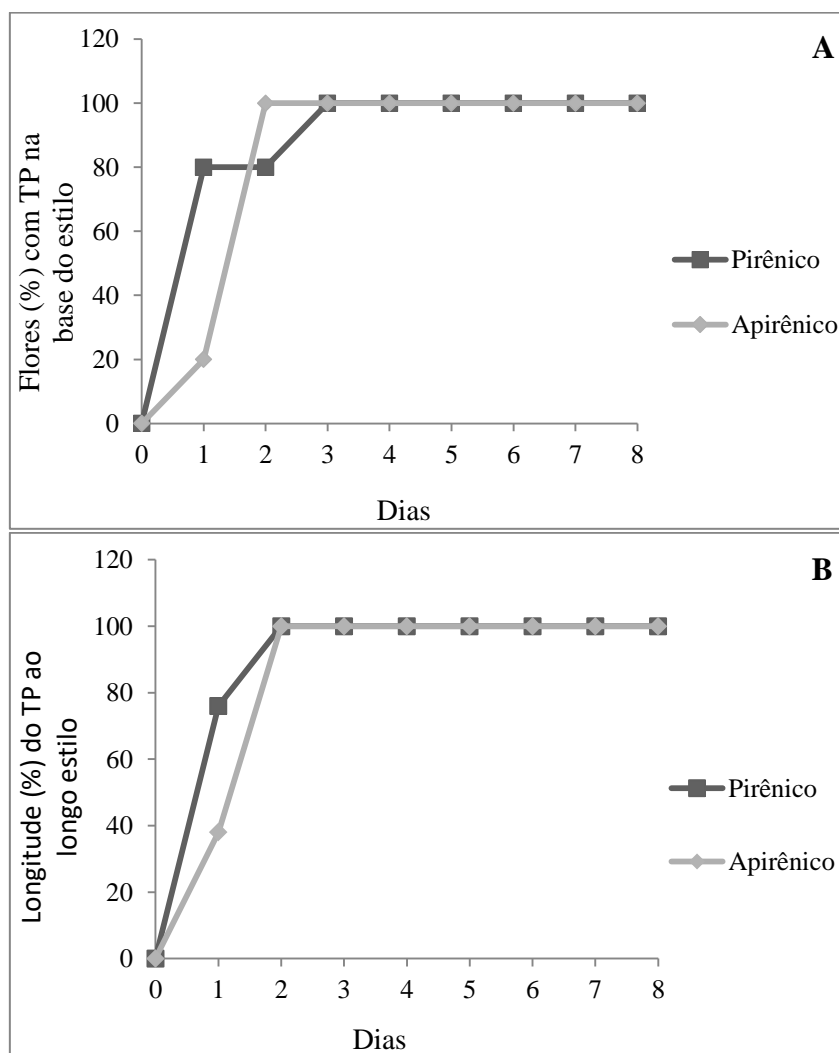 A
Flores (%) com TP na
base do estilo
120
100
80
60
40
20
0
0 1 2 3 4 5 6 7 8
Dias
Pirênico
Apirênico
B
Longitude (%) do TP ao
longo estilo
120
100
80
60
40
20
0
0 1 2 3 4 5 6 7 8
Dias
Pirênico
Apirênico